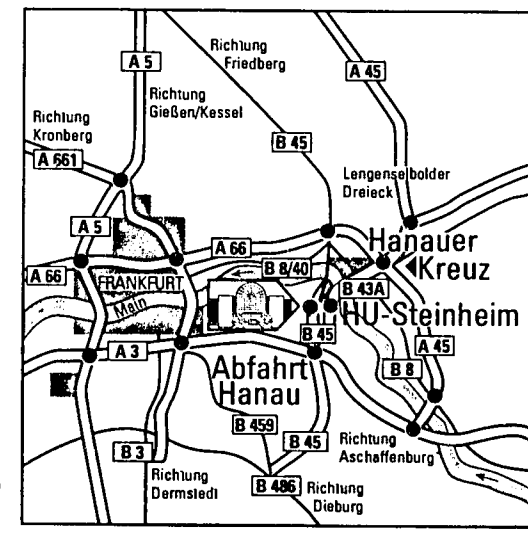 A 5
Richtung
Friedberg
A 45
Richtung
Gießen/Kessel
Richtung
Kronberg
B 45
A 661
Lengenselbolder
Dreieck
A 5
A 66
Hanauer
Kreuz
A 66
FRANKFURT
B 8/40
B 43A
Main
HU-Steinheim
B 45
A 3
A 45
Abfahrt
Hanau
B 8
B 459
B 3
B 45
Richtung
Aschaffenburg
Richtung
Dermstedt
B 486
Richtung
Dieburg